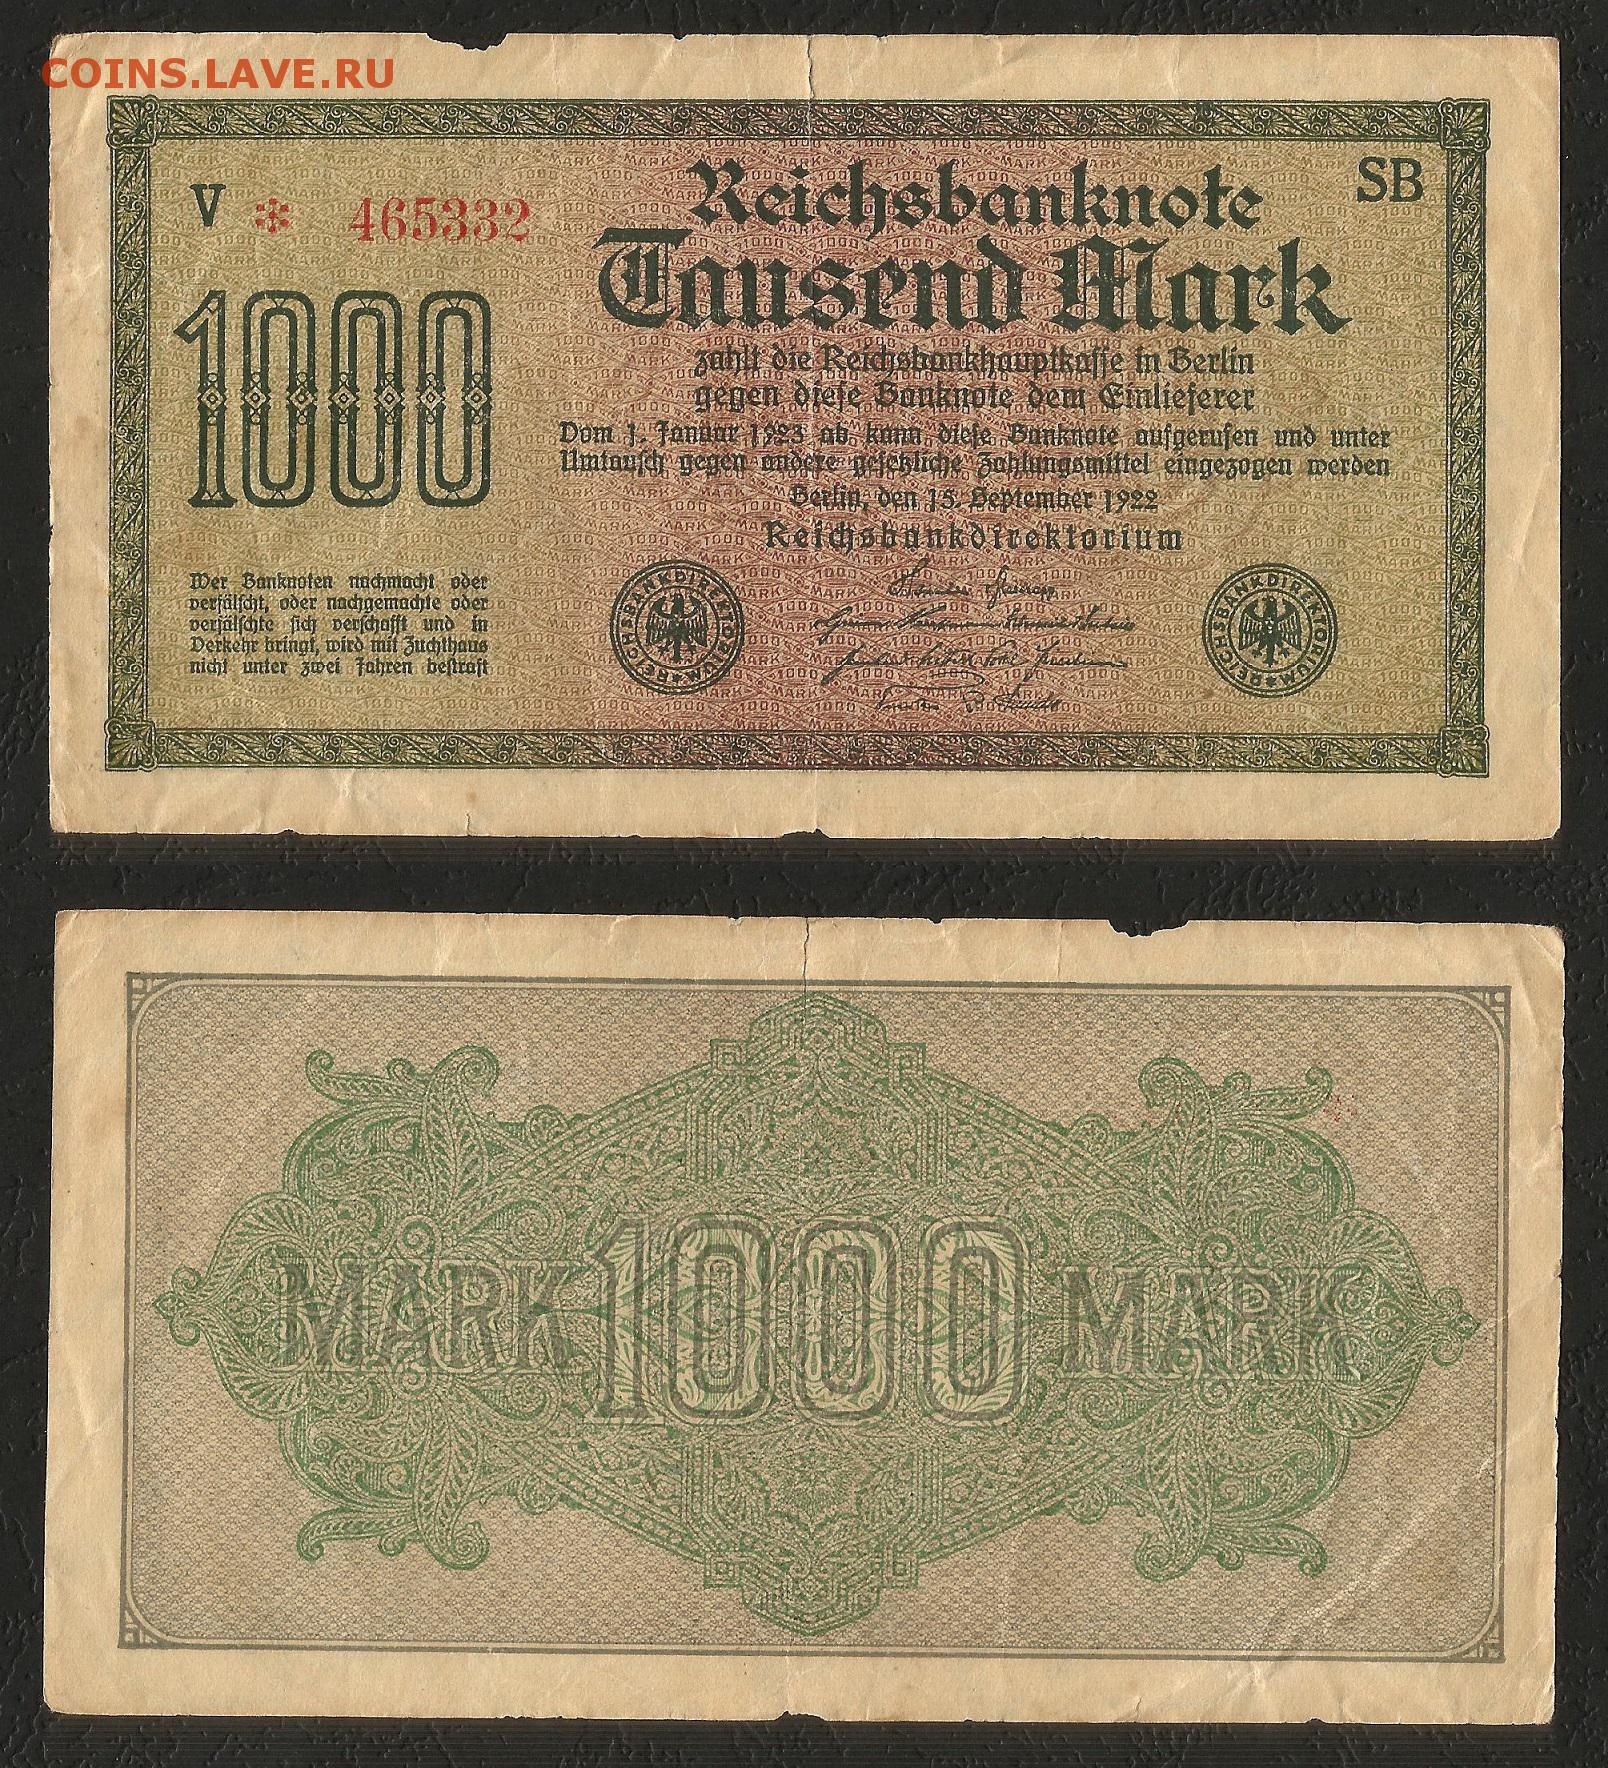 COINS.LAVE.RU
V * 465332
SB
Reichsbanknote
Tausend Mark
1000
zahlt die Reichsbankhauptkasse in Berlin
gegen diese Banknote dem Einlieferer
Vom 1. Januar 1923 ab kann diese Banknote aufgerufen und unter
Umtausch gegen andere gesetzliche Zahlungsmittel eingezogen werden
Berlin, den 15. September 1922
Reichsbankdirektorium
Wer Banknoten nachmacht oder
verfälscht, oder nachgemachte oder
verfälschte sich verschafft und in
Verkehr bringt, wird mit Zuchthaus
nicht unter zwei Jahren bestraft
REICHSBANKDIREKTORIUM
REICHSBANKDIREKTORIUM
MARK 1000 MARK